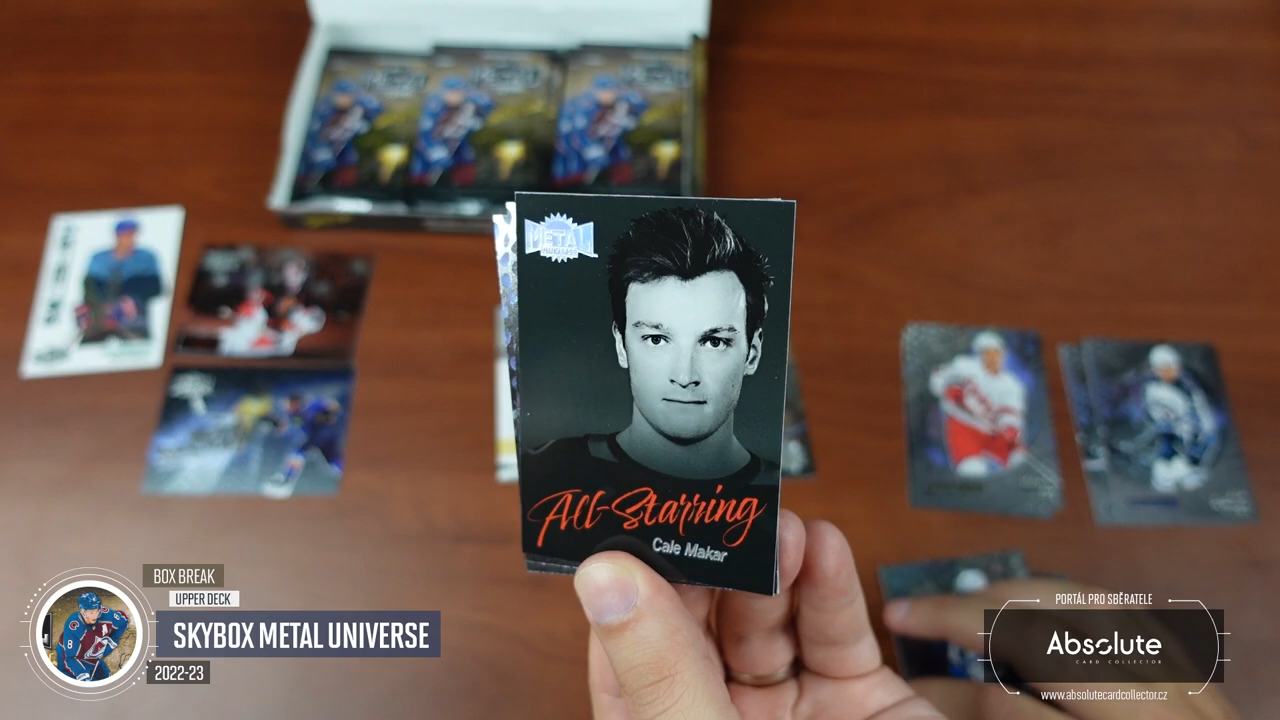 METAL
UNIVERSE
All-Starring
Cale Makar
BOX BREAK
UPPER DECK
SKYBOX METAL UNIVERSE
2022-23
PORTÁL PRO SBĚRATELE
Absolute
CARD COLLECTOR
www.absolutecardcollector.cz